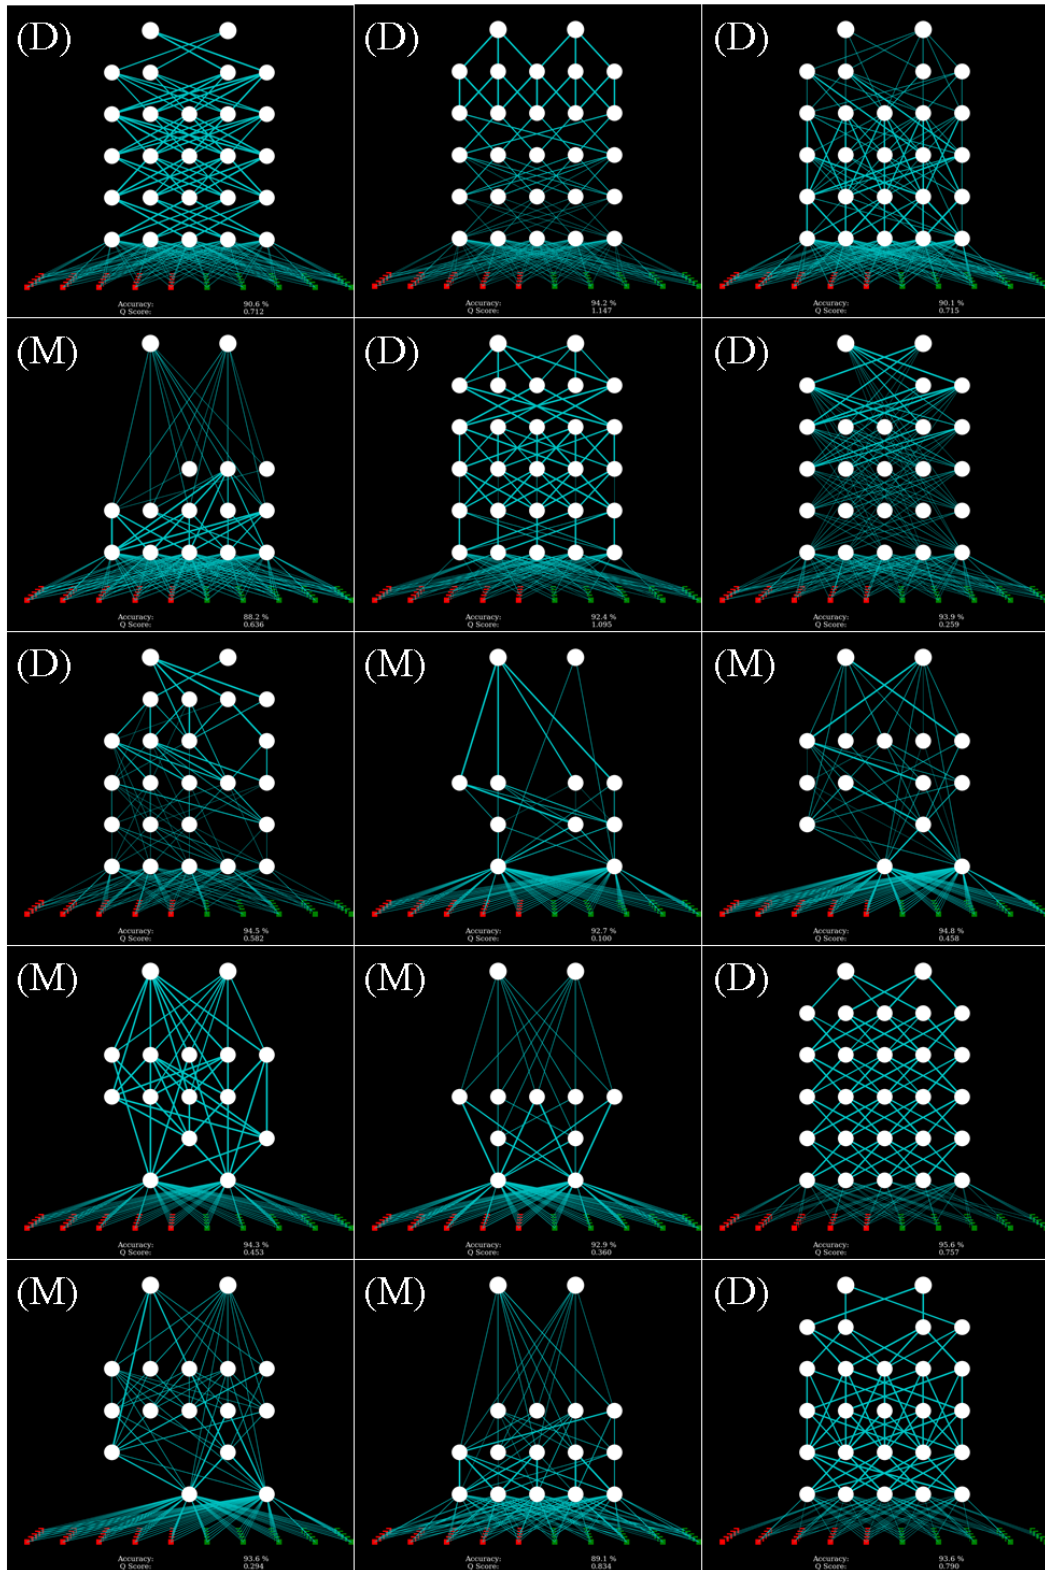 (D) (D) (D)
Accuracy: 90.6 % Accuracy: 94.2 % Accuracy: 90.1 %
Q Score: 0.712 Q Score: 1.147 Q Score: 0.715
(M) (D) (D)
Accuracy: 88.2 % Accuracy: 92.4 % Accuracy: 93.9 %
Q Score: 0.636 Q Score: 1.095 Q Score: 0.259
(D) (M) (M)
Accuracy: 94.5 % Accuracy: 92.7 % Accuracy: 94.8 %
Q Score: 0.582 Q Score: 0.100 Q Score: 0.458
(M) (M) (D)
Accuracy: 94.3 % Accuracy: 92.9 % Accuracy: 95.6 %
Q Score: 0.453 Q Score: 0.360 Q Score: 0.757
(M) (M) (D)
Accuracy: 93.6 % Accuracy: 89.1 % Accuracy: 93.6 %
Q Score: 0.294 Q Score: 0.834 Q Score: 0.790